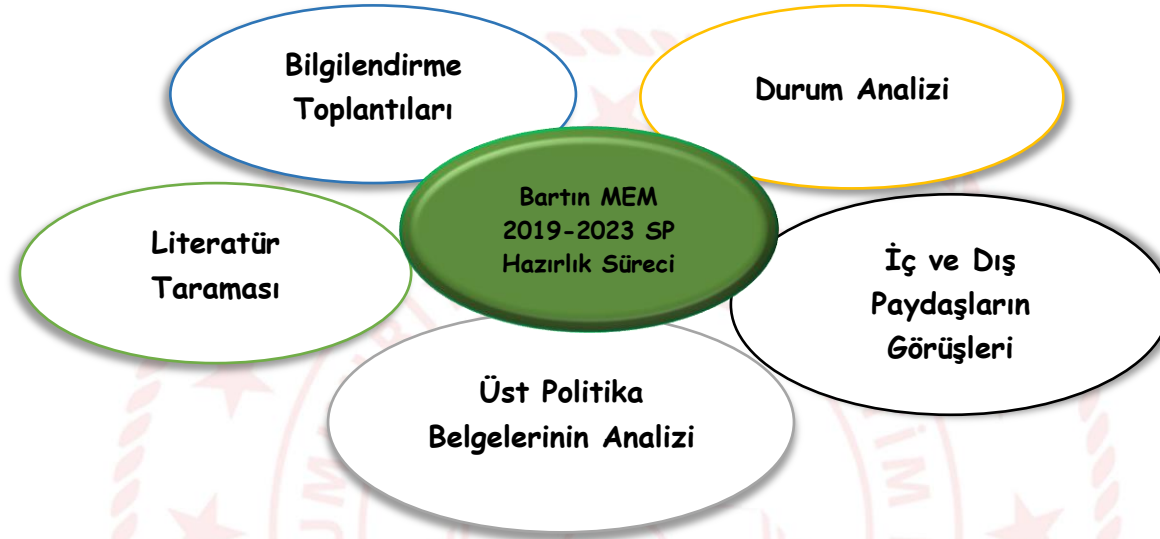 Bilgilendirme
Toplantıları
Durum Analizi
Bartın MEM
2019-2023 SP
Hazırlık Süreci
Literatür
Taraması
İç ve Dış
Paydaşların
Görüşleri
Üst Politika
Belgelerinin Analizi